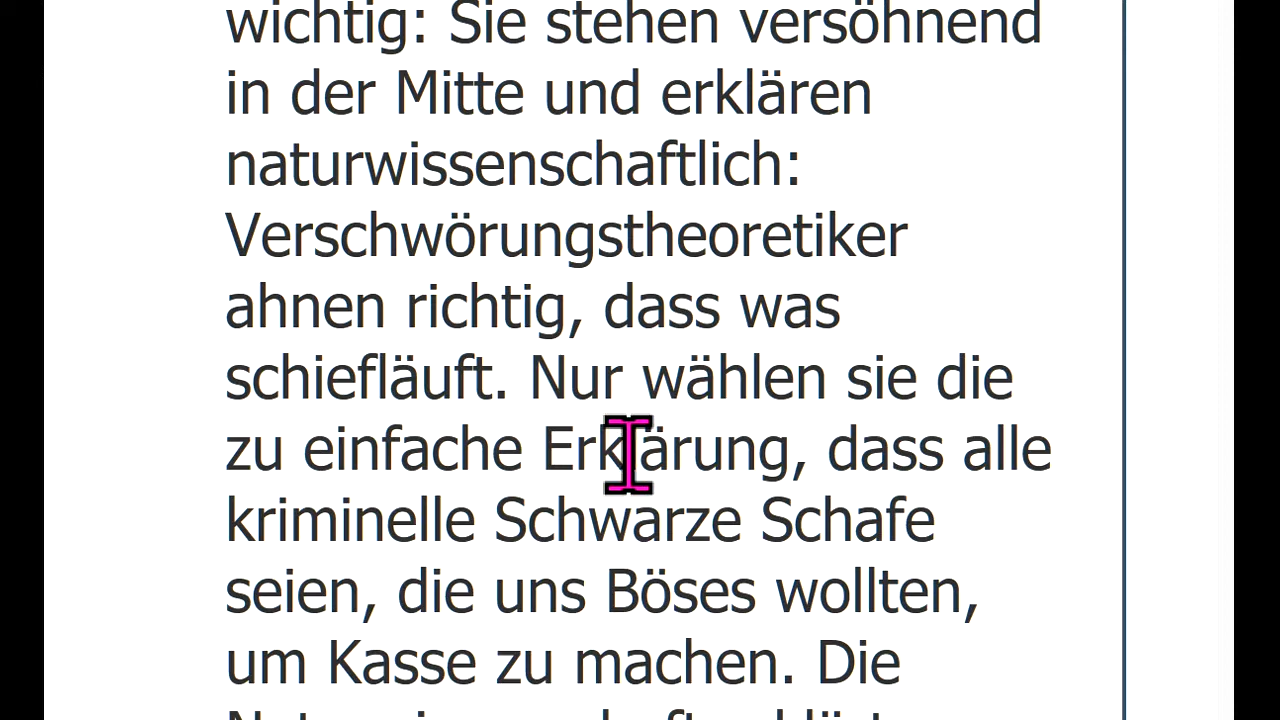 wichtig: Sie stehen versöhnend
in der Mitte und erklären
naturwissenschaftlich:
Verschwörungstheoretiker
ahnen richtig, dass was
schiefläuft. Nur wählen sie die
zu einfache Erklärung, dass alle
kriminelle Schwarze Schafe
seien, die uns Böses wollten,
um Kasse zu machen. Die